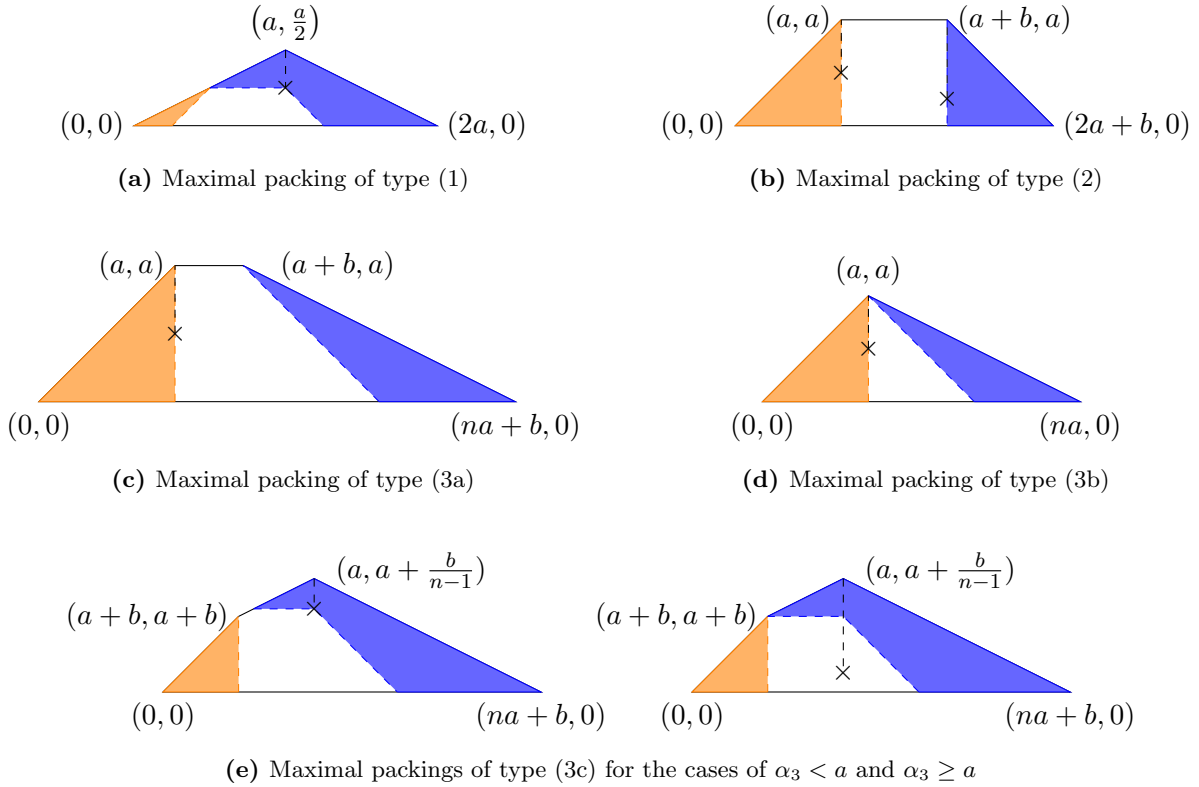 (a, a/2)
(0, 0) (2a, 0)
(a) Maximal packing of type (1)
(a, a) (a + b, a)
(0, 0) (2a + b, 0)
(b) Maximal packing of type (2)
(a, a) (a + b, a)
(0, 0) (na + b, 0)
(c) Maximal packing of type (3a)
(a, a)
(0, 0) (na, 0)
(d) Maximal packing of type (3b)
(a, a + b/(n−1))
(a + b, a + b)
(0, 0) (na + b, 0)
(a, a + b/(n−1))
(a + b, a + b)
(0, 0) (na + b, 0)
(e) Maximal packings of type (3c) for the cases of α₃ < a and α₃ ≥ a